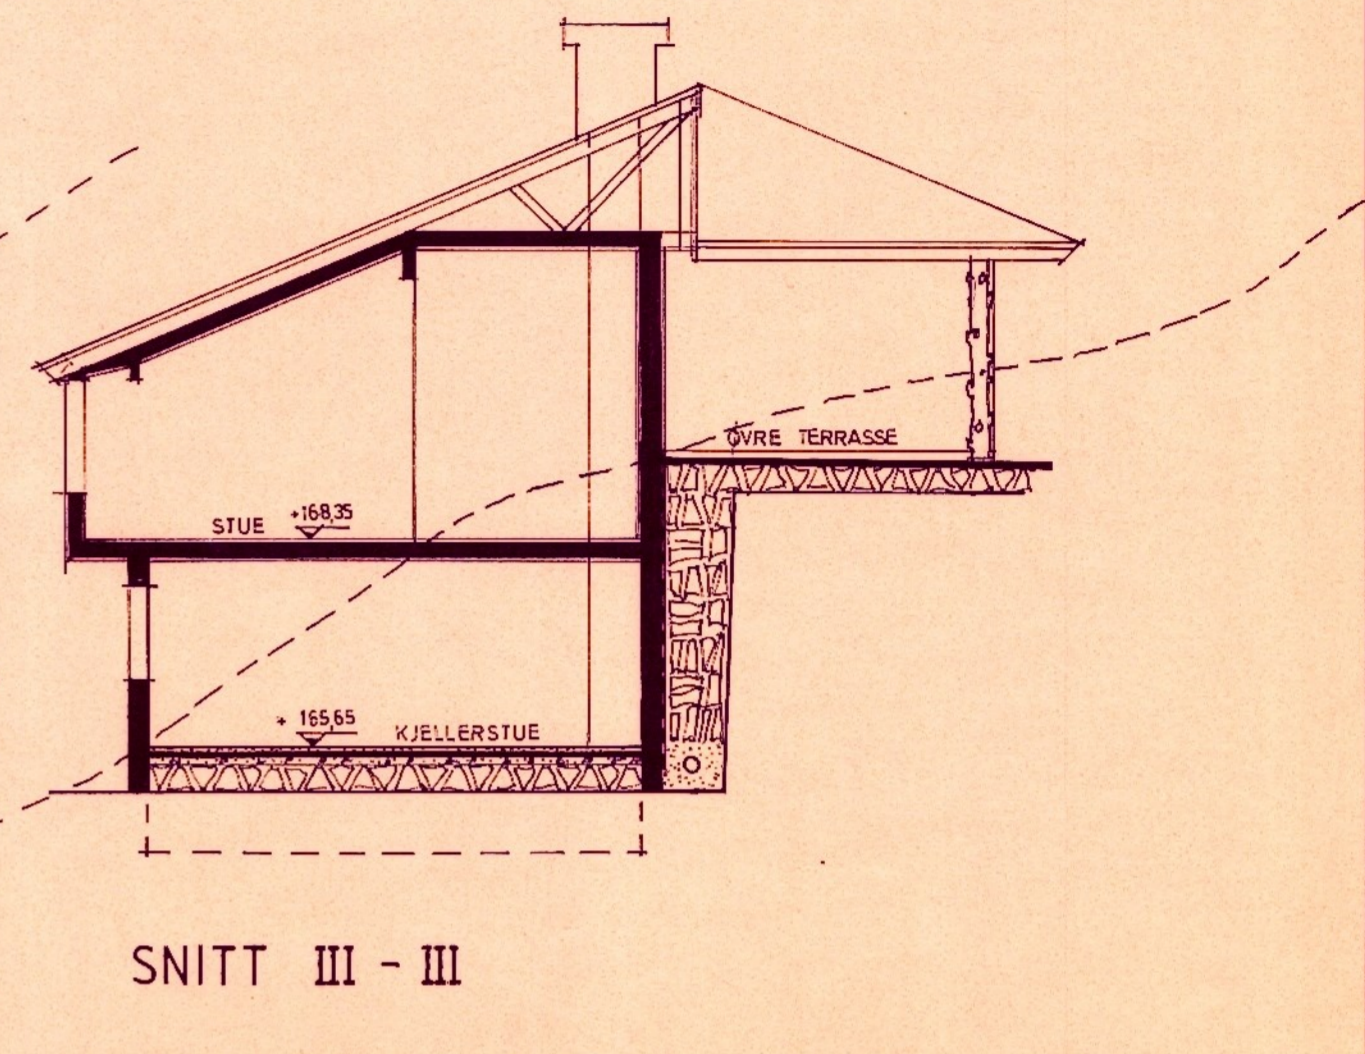 ØVRE TERRASSE
STUE +168,35
+ 165,65 KJELLERSTUE
SNITT III - III